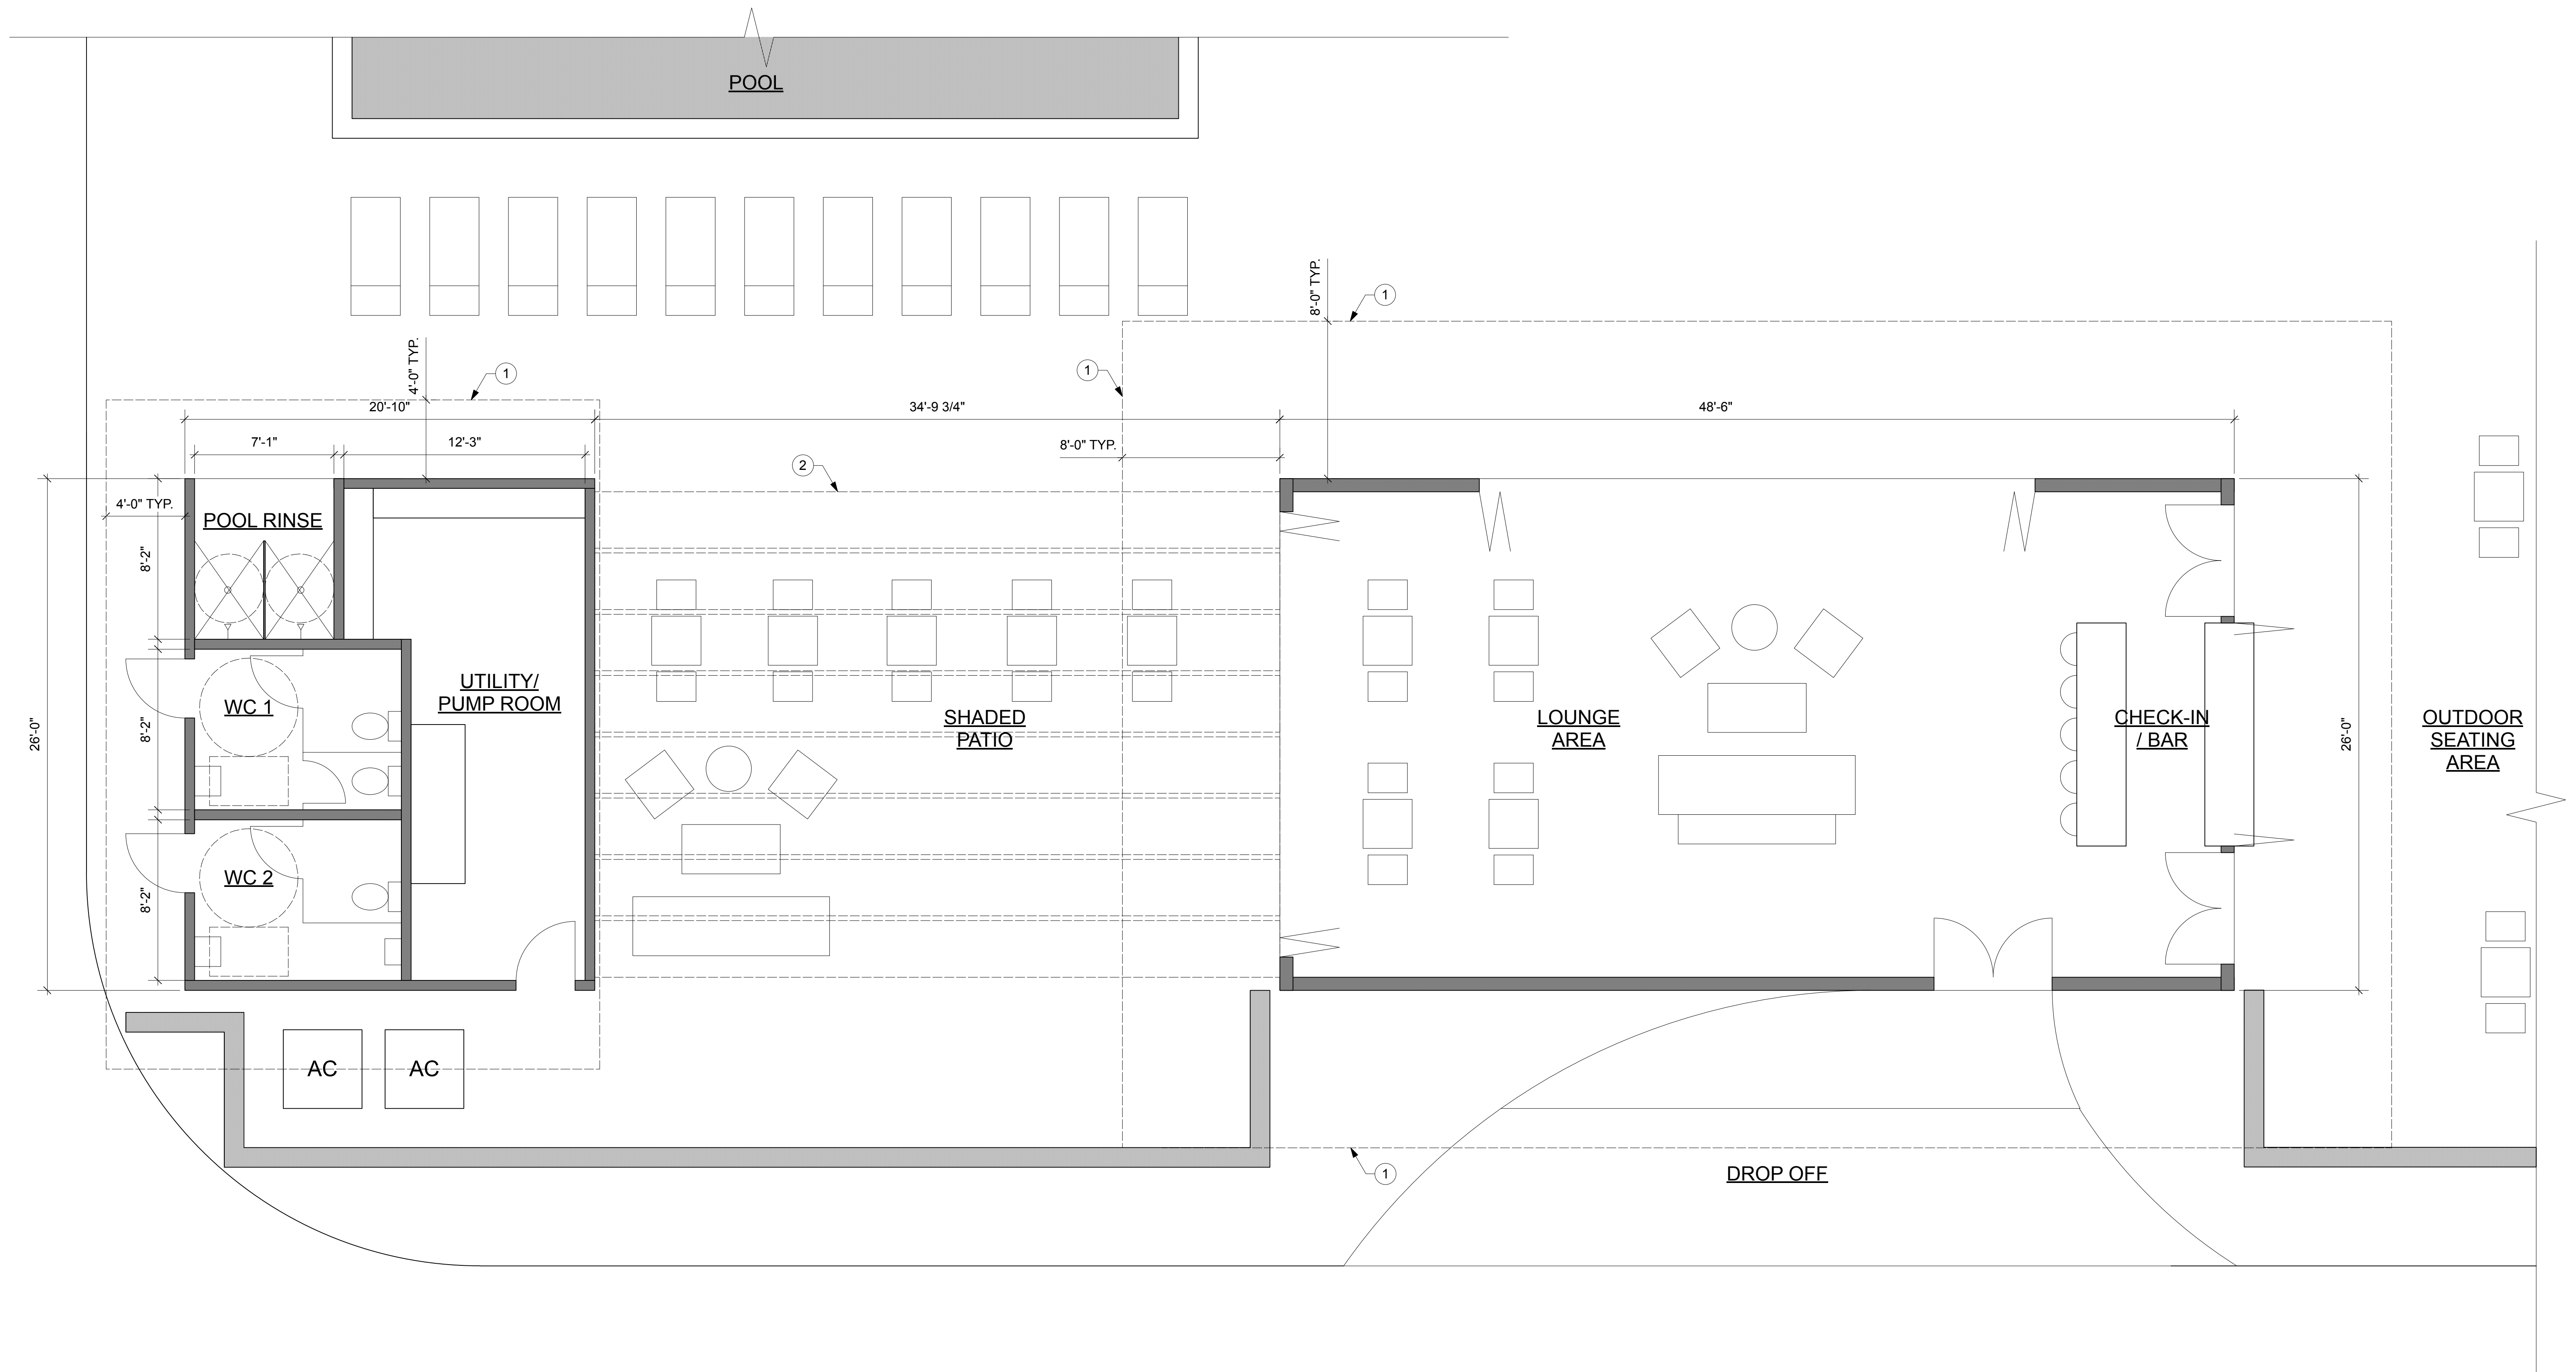 POOL
8'-0" TYP.
1
4'-0" TYP.
1
1
20'-10"
34'-9 3/4"
48'-6"
7'-1"
12'-3"
8'-0" TYP.
2
4'-0" TYP.
POOL RINSE
8'-2"
UTILITY/
PUMP ROOM
WC 1
8'-2"
26'-0"
SHADED
PATIO
LOUNGE
AREA
CHECK-IN
/ BAR
26'-0"
OUTDOOR
SEATING
AREA
WC 2
8'-2"
AC
AC
1
DROP OFF